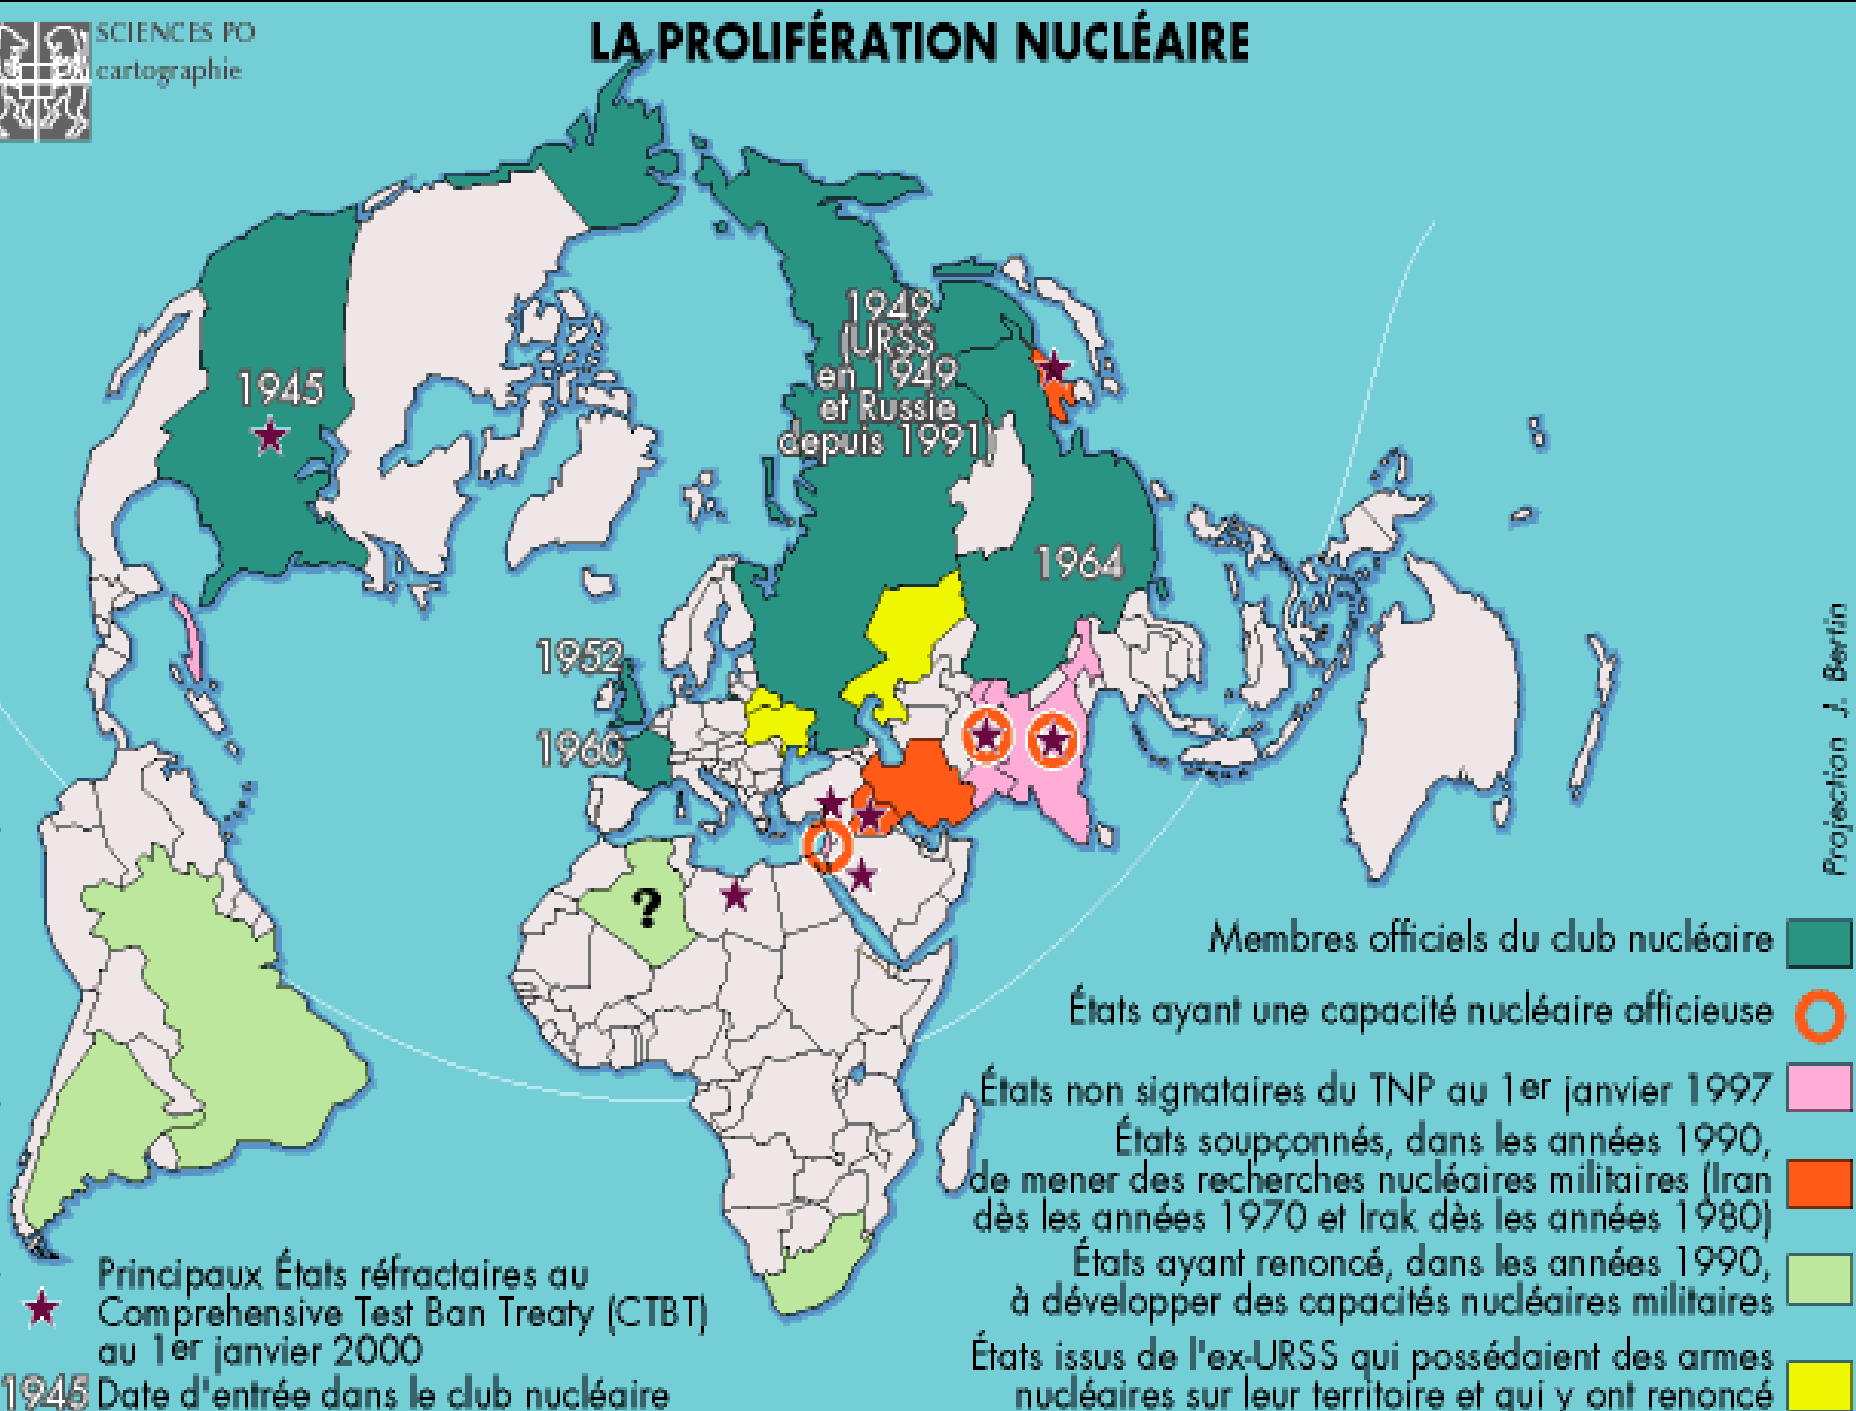 SCIENCES PO
cartographie
LA PROLIFÉRATION NUCLÉAIRE
1945
1949
(URSS
en 1949
et Russie
depuis 1991)
1964
1952
1960
?
Projection J. Bertin
Membres officiels du club nucléaire
États ayant une capacité nucléaire officieuse
États non signataires du TNP au 1er janvier 1997
États soupçonnés, dans les années 1990,
de mener des recherches nucléaires militaires (Iran
dès les années 1970 et Irak dès les années 1980)
États ayant renoncé, dans les années 1990,
à développer des capacités nucléaires militaires
États issus de l'ex-URSS qui possédaient des armes
nucléaires sur leur territoire et qui y ont renoncé
Principaux États réfractaires au
Comprehensive Test Ban Treaty (CTBT)
au 1er janvier 2000
1945 Date d'entrée dans le club nucléaire